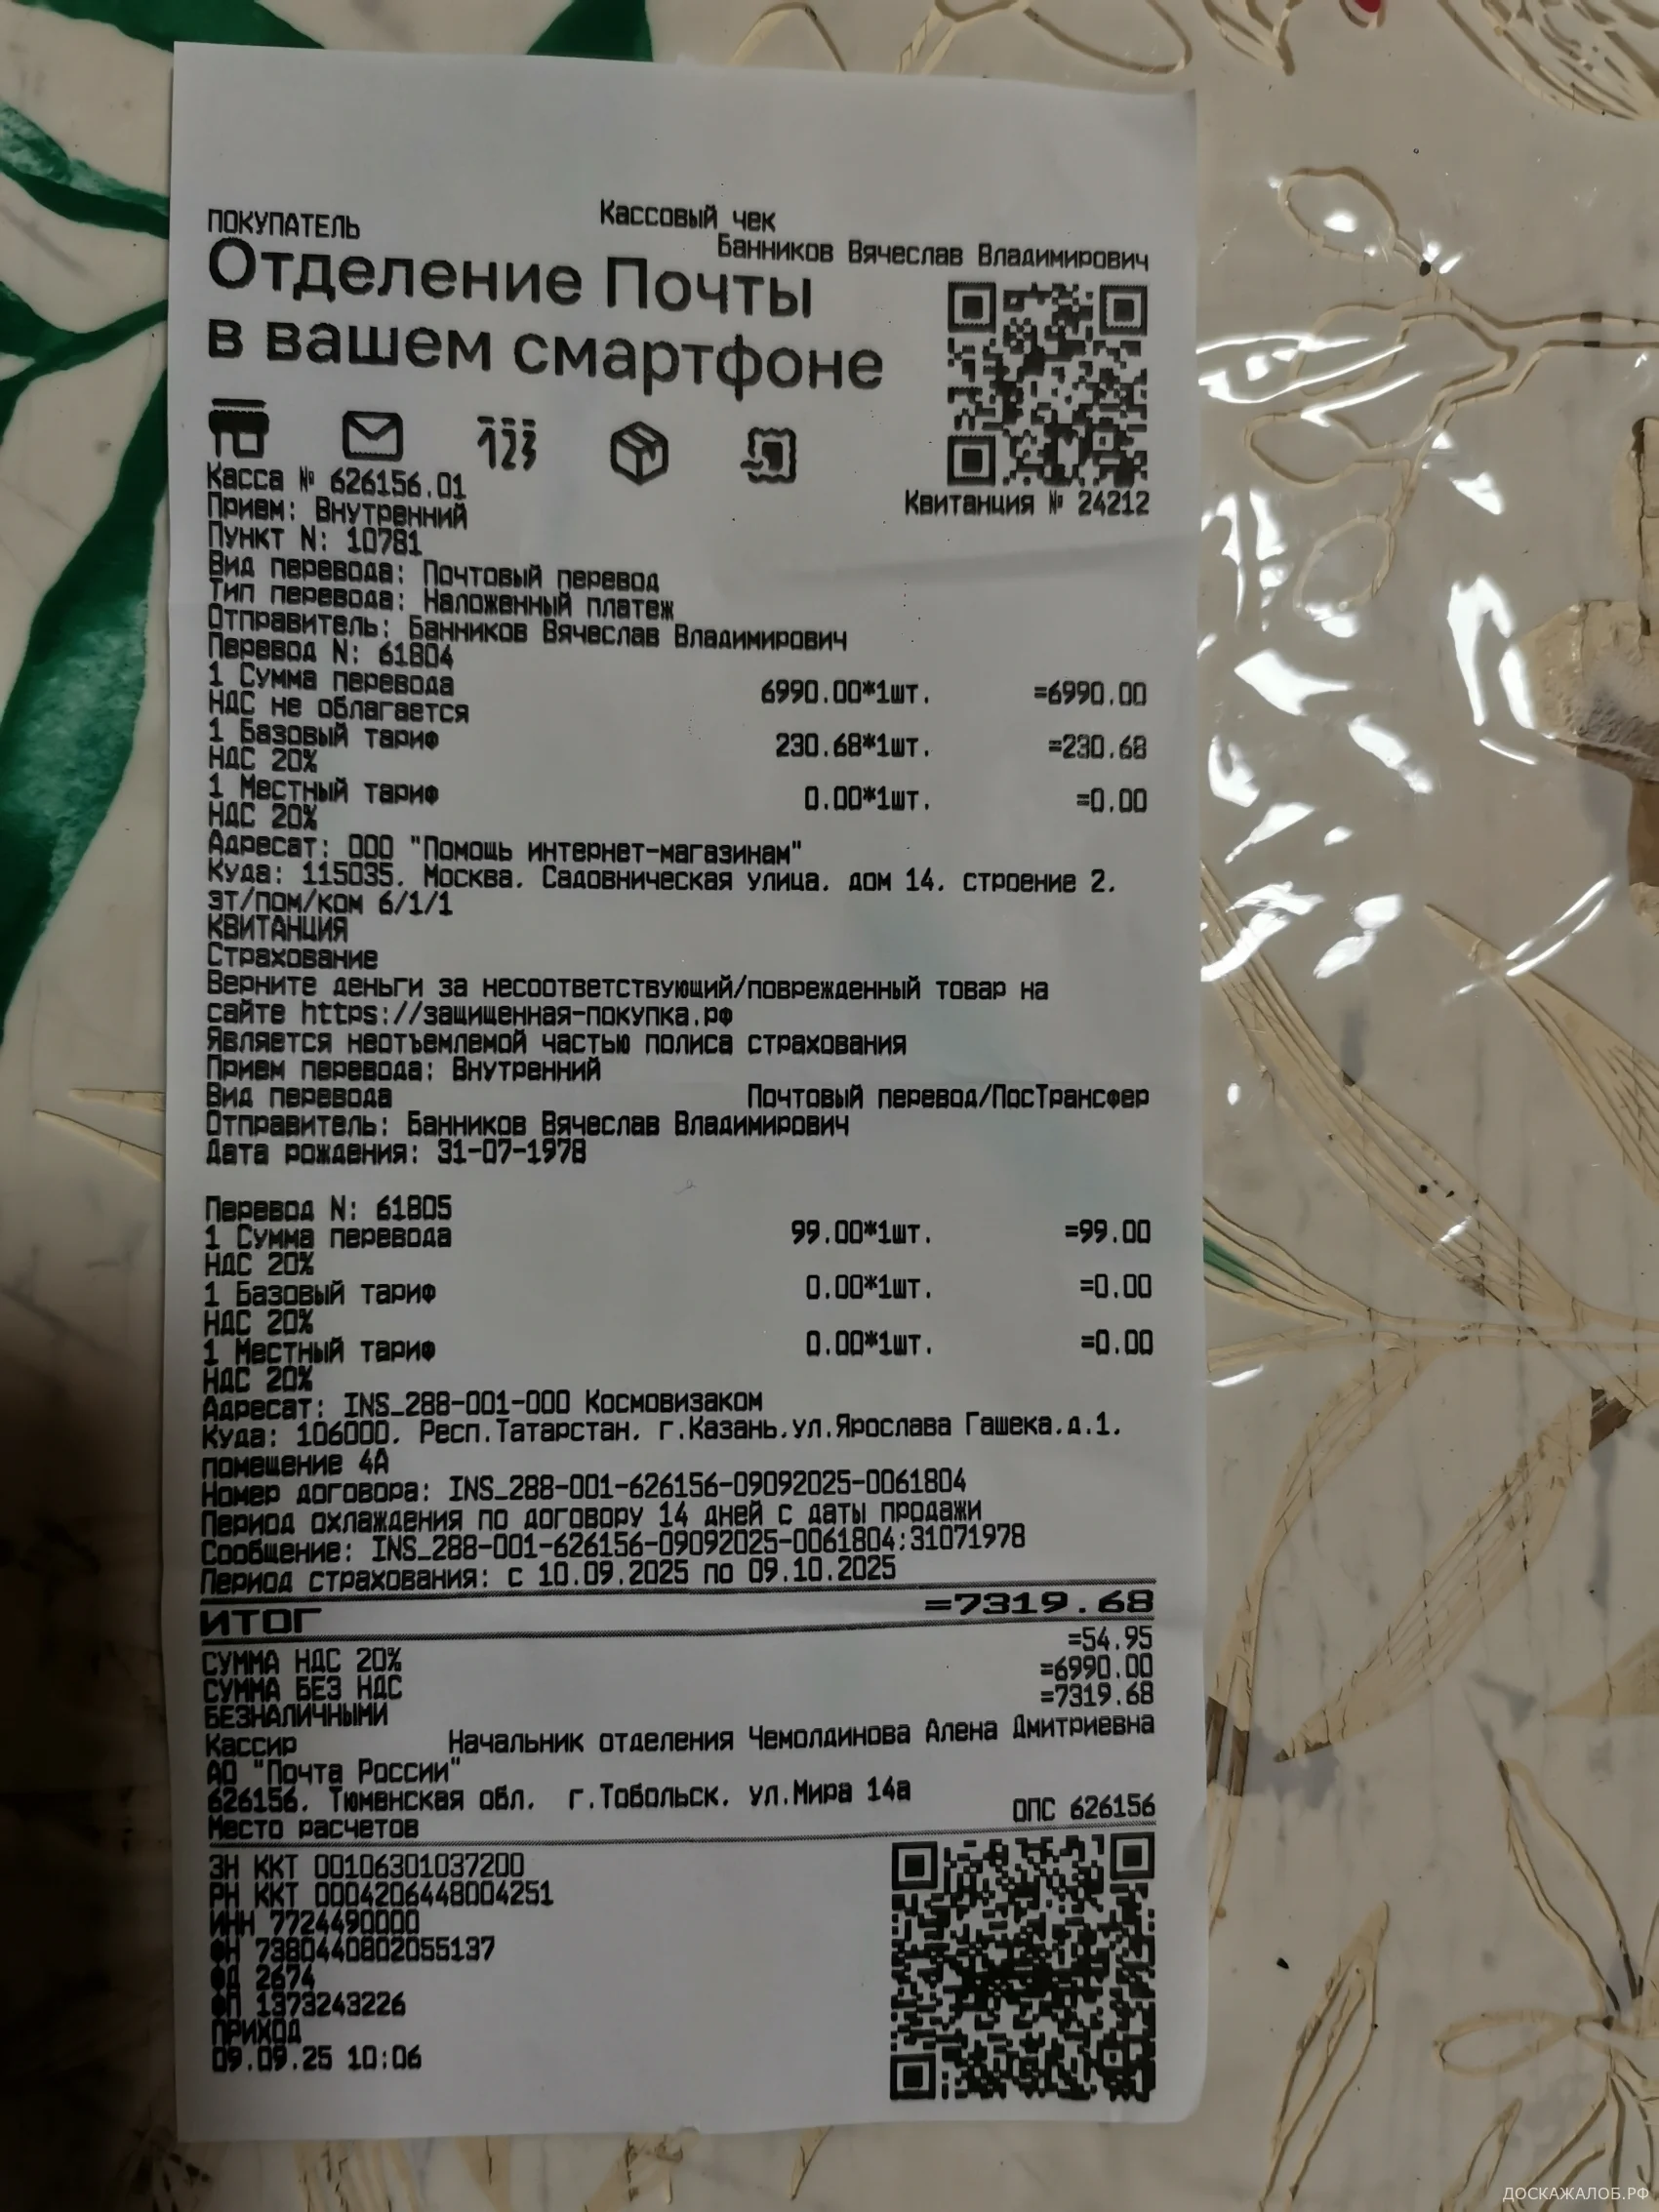 Кассовый чек
ПОКУПАТЕЛЬ Банников Вячеслав Владимирович
Отделение Почты
в вашем смартфоне
123
Касса № 626156.01
Квитанция № 24212
Прием: Внутренний
Пункт N: 10781
Вид перевода: Почтовый перевод
Тип перевода: Наложенный платеж
Отправитель: Банников Вячеслав Владимирович
Перевод N: 61804
1 Сумма перевода 6990.00*1шт. =6990.00
НДС не облагается
1 Базовый тариф 230.68*1шт. =230.68
НДС 20%
1 Местный тариф 0.00*1шт. =0.00
НДС 20%
Адресат: ООО "Помощь интернет-магазинам"
Куда: 115035, Москва, Садовническая улица, дом 14, строение 2,
эт/пом/ком 6/1/1
КВИТАНЦИЯ
Страхование
Верните деньги за несоответствующий/поврежденный товар на
сайте https://защищенная-покупка.рф
Является неотъемлемой частью полиса страхования
Прием перевода: Внутренний
Вид перевода Почтовый перевод/ПосТрансфер
Отправитель: Банников Вячеслав Владимирович
Дата рождения: 31-07-1978
Перевод N: 61805
1 Сумма перевода 99.00*1шт. =99.00
НДС 20%
1 Базовый тариф 0.00*1шт. =0.00
НДС 20%
1 Местный тариф 0.00*1шт. =0.00
НДС 20%
Адресат: INS_288-001-000 Космовизаком
Куда: 106000, Респ.Татарстан, г.Казань,ул.Ярослава Гашека,д.1,
помещение 4А
Номер договора: INS_288-001-626156-09092025-0061804
Период охлаждения по договору 14 дней с даты продажи
Сообщение: INS_288-001-626156-09092025-0061804;31071978
Период страхования: с 10.09.2025 по 09.10.2025
ИТОГ =7319.68
СУММА НДС 20% =54.95
СУММА БЕЗ НДС =6990.00
БЕЗНАЛИЧНЫМИ =7319.68
Кассир Начальник отделения Чемолдинова Алена Дмитриевна
АО "Почта России"
626156, Тюменская обл, г.Тобольск, ул.Мира 14а
Место расчетов ОПС 626156
ЗН ККТ 00106301037200
РН ККТ 0004206448004251
ИНН 7724490000
ФН 7380440802055137
ФД 2674
ФП 1373243226
ПРИХОД
09.09.25 10:06
ДОСКАЖАЛОБ.РФ